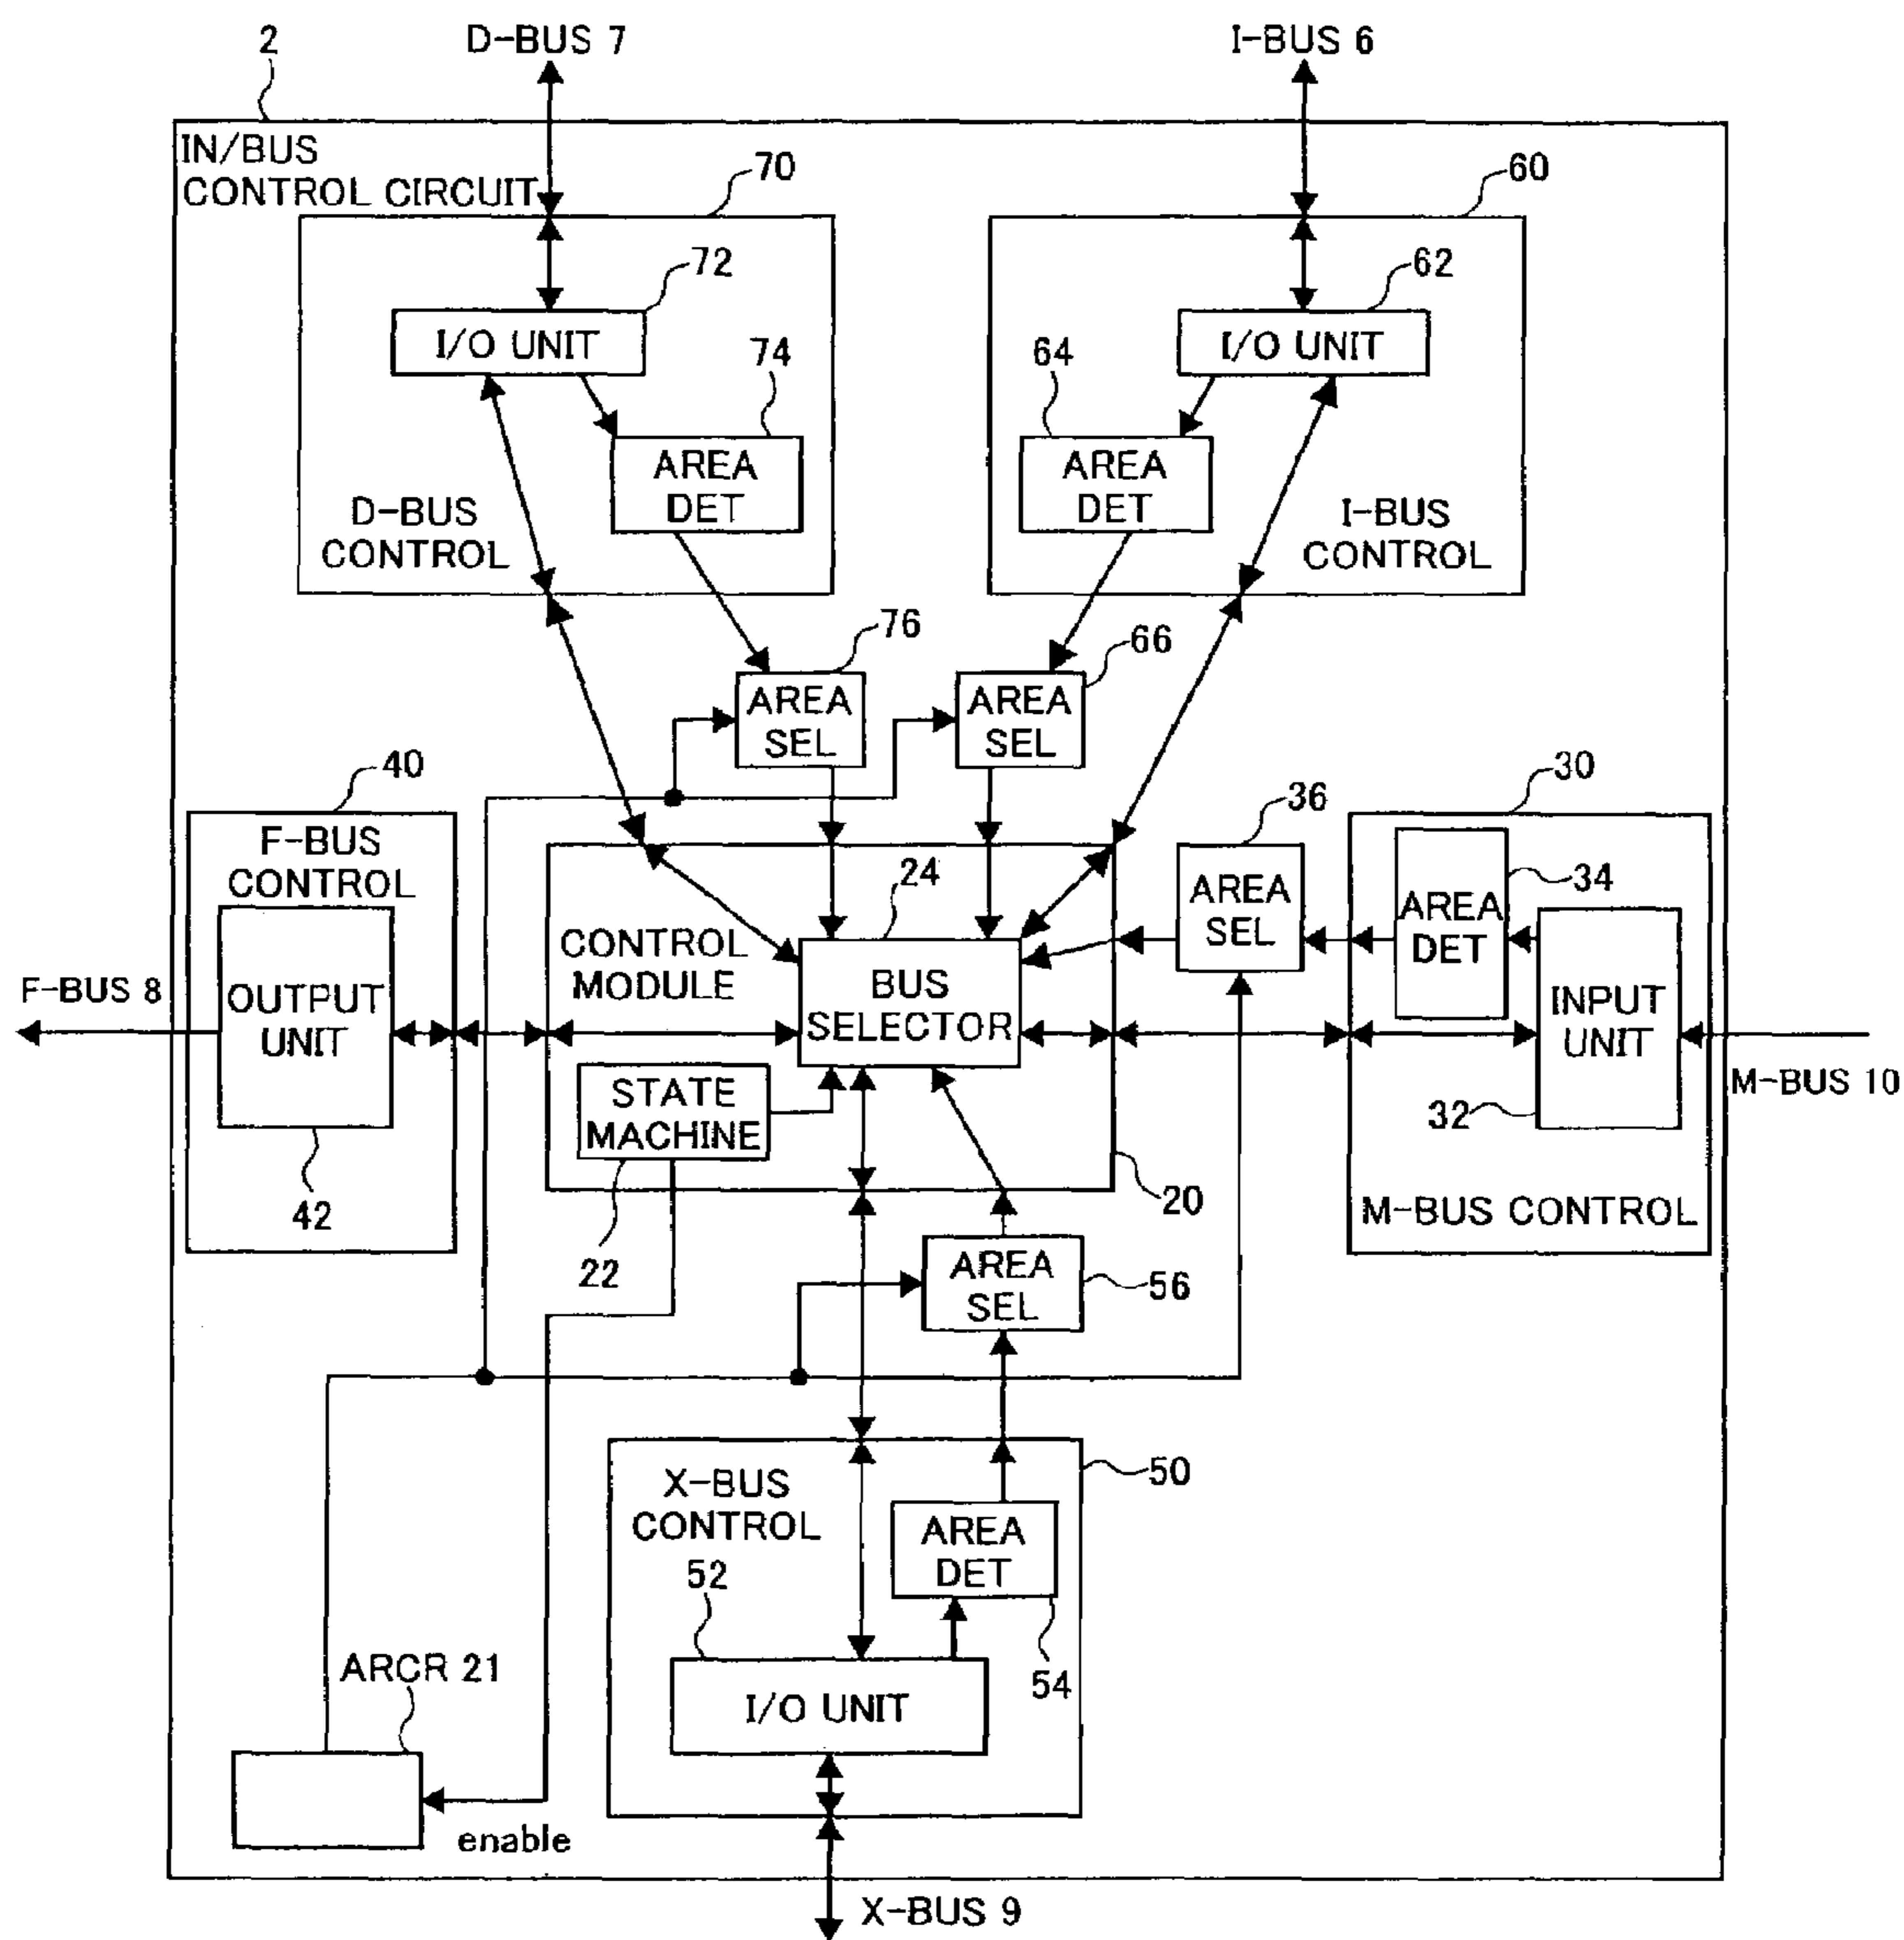 2
D-BUS 7
I-BUS 6
IN/BUS
CONTROL CIRCUIT
70
60
72
62
I/O UNIT
I/O UNIT
74
64
AREA
DET
AREA
DET
D-BUS
CONTROL
I-BUS
CONTROL
76
66
AREA
SEL
AREA
SEL
40
30
36
F-BUS
CONTROL
24
34
AREA
SEL
AREA
DET
CONTROL
MODULE
BUS
SELECTOR
F-BUS 8
OUTPUT
UNIT
INPUT
UNIT
M-BUS 10
STATE
MACHINE
32
42
20
M-BUS CONTROL
22
AREA
SEL
56
X-BUS
CONTROL
50
AREA
DET
52
54
ARCR 21
I/O UNIT
enable
X-BUS 9